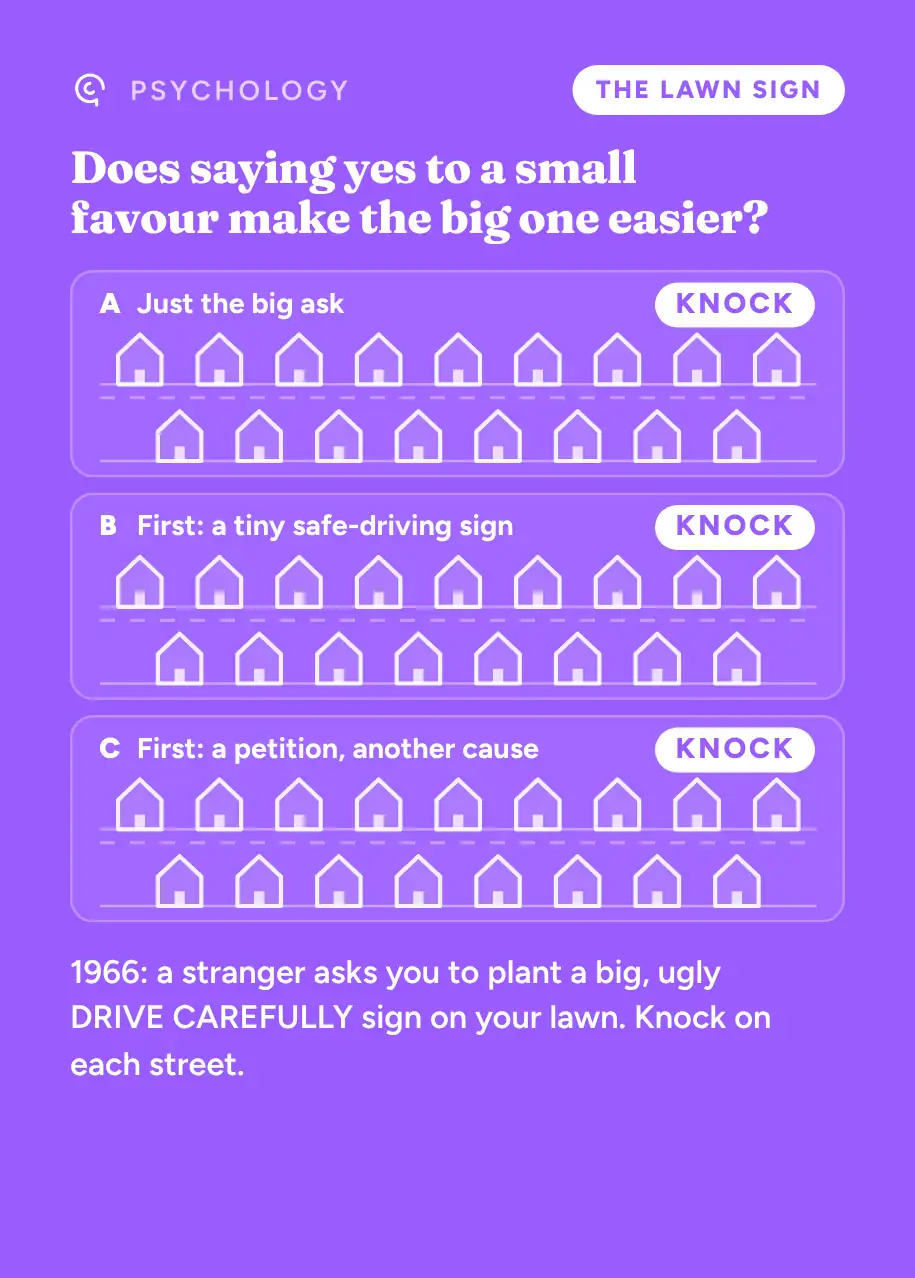 PSYCHOLOGY
THE LAWN SIGN
Does saying yes to a small
favour make the big one easier?
A Just the big ask
KNOCK
B First: a tiny safe-driving sign
KNOCK
C First: a petition, another cause
KNOCK
1966: a stranger asks you to plant a big, ugly
DRIVE CAREFULLY sign on your lawn. Knock on
each street.